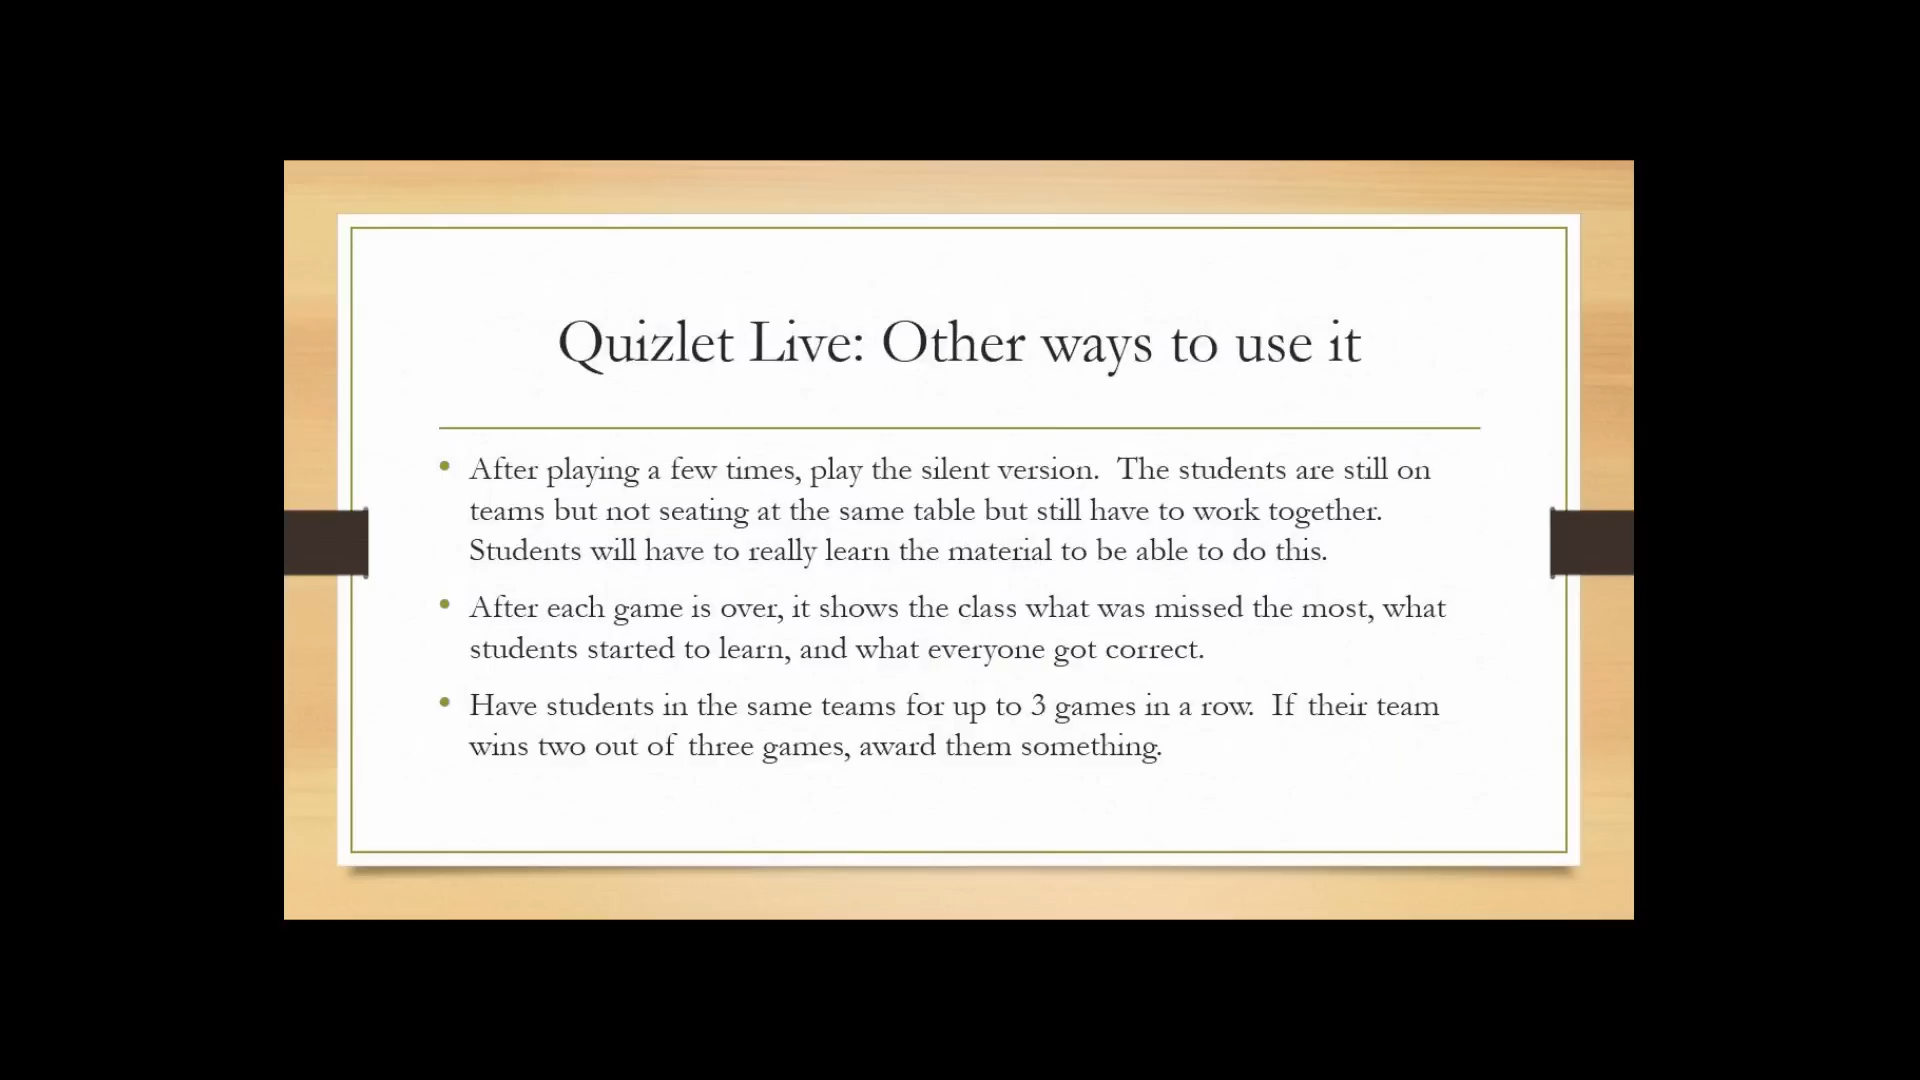 Quizlet Live: Other ways to use it
• After playing a few times, play the silent version.  The students are still on
teams but not seating at the same table but still have to work together.
Students will have to really learn the material to be able to do this.
• After each game is over, it shows the class what was missed the most, what
students started to learn, and what everyone got correct.
• Have students in the same teams for up to 3 games in a row.  If their team
wins two out of three games, award them something.